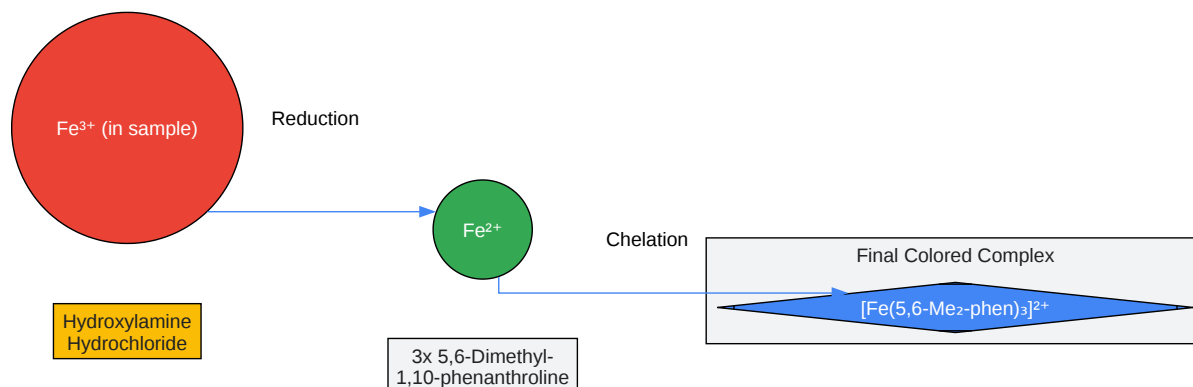 Fe³⁺ (in sample)
Reduction
Fe²⁺
Chelation
Final Colored Complex
[Fe(5,6-Me₂-phen)₃]²⁺
Hydroxylamine
Hydrochloride
3x 5,6-Dimethyl-
1,10-phenanthroline